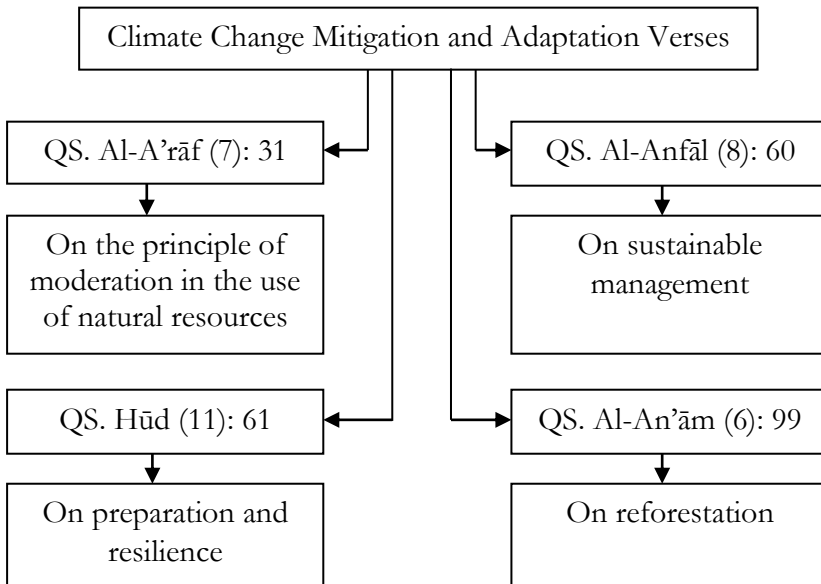 Climate Change Mitigation and Adaptation Verses
QS. Al-A’rāf (7): 31
On the principle of
moderation in the use
of natural resources
QS. Al-Anfāl (8): 60
On sustainable
management
QS. Hūd (11): 61
On preparation and
resilience
QS. Al-An’ām (6): 99
On reforestation